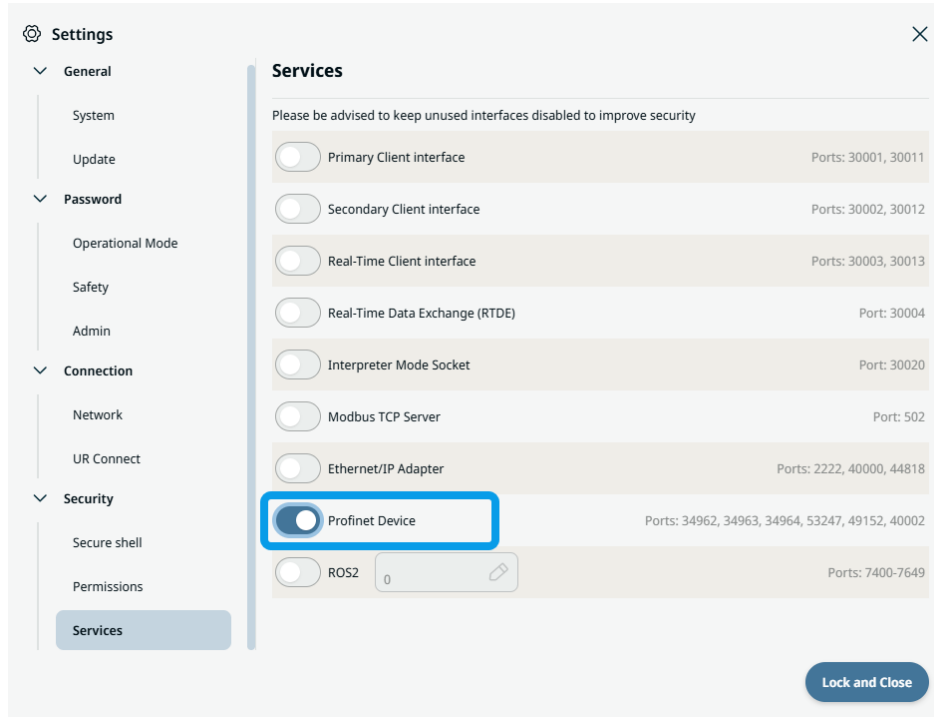 Settings
General
System
Update
Password
Operational Mode
Safety
Admin
Connection
Network
UR Connect
Security
Secure shell
Permissions
Services
Services
Please be advised to keep unused interfaces disabled to improve security
Primary Client interface Ports: 30001, 30011
Secondary Client interface Ports: 30002, 30012
Real-Time Client interface Ports: 30003, 30013
Real-Time Data Exchange (RTDE) Port: 30004
Interpreter Mode Socket Port: 30020
Modbus TCP Server Port: 502
Ethernet/IP Adapter Ports: 2222, 40000, 44818
Profinet Device Ports: 34962, 34963, 34964, 53247, 49152, 40002
ROS2 0 Ports: 7400-7649
Lock and Close